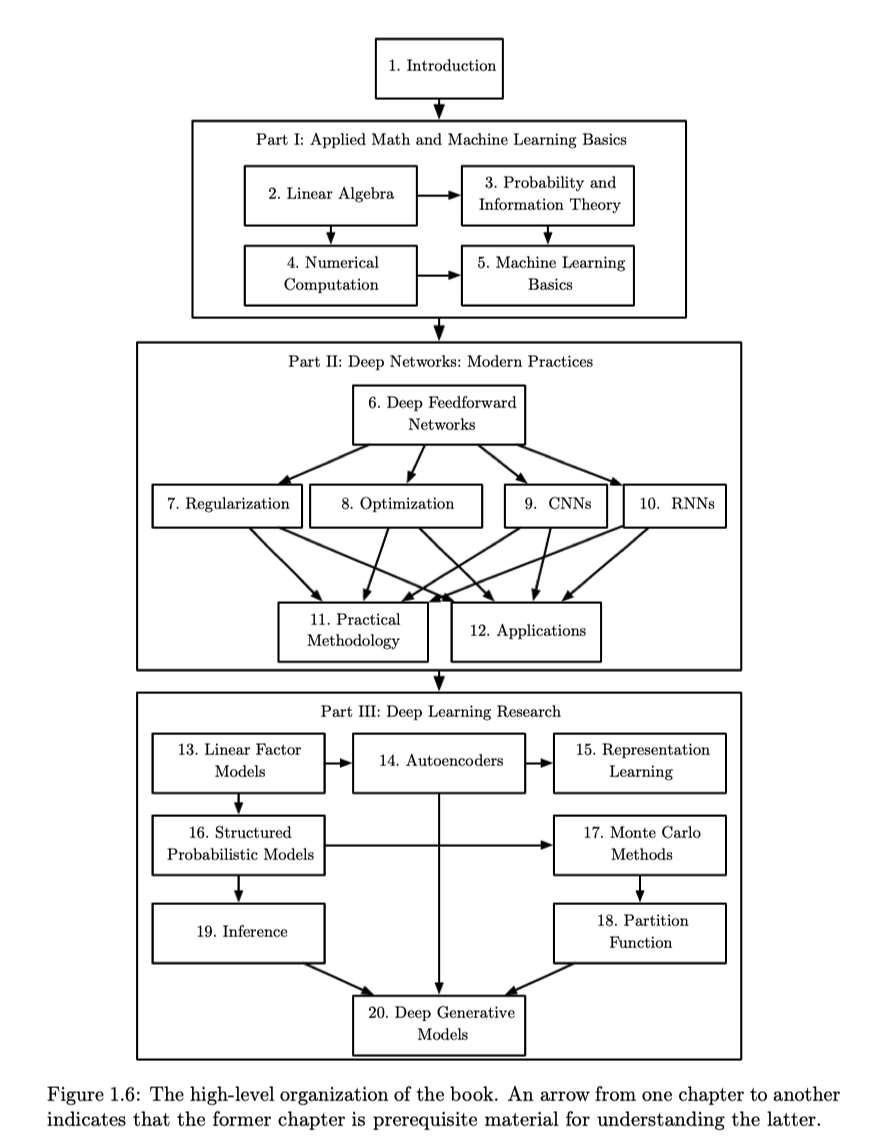 1. Introduction
Part I: Applied Math and Machine Learning Basics
2. Linear Algebra
3. Probability and
Information Theory
4. Numerical
Computation
5. Machine Learning
Basics
Part II: Deep Networks: Modern Practices
6. Deep Feedforward
Networks
7. Regularization
8. Optimization
9. CNNs
10. RNNs
11. Practical
Methodology
12. Applications
Part III: Deep Learning Research
13. Linear Factor
Models
14. Autoencoders
15. Representation
Learning
16. Structured
Probabilistic Models
17. Monte Carlo
Methods
19. Inference
18. Partition
Function
20. Deep Generative
Models
Figure 1.6: The high-level organization of the book. An arrow from one chapter to another
indicates that the former chapter is prerequisite material for understanding the latter.